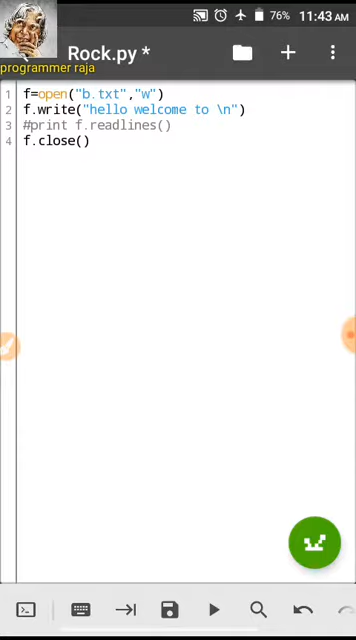 76% 11:43 AM
Rock.py *
programmer raja
1 f=open("b.txt","w")
2 f.write("hello welcome to \n")
3 #print f.readlines()
4 f.close()